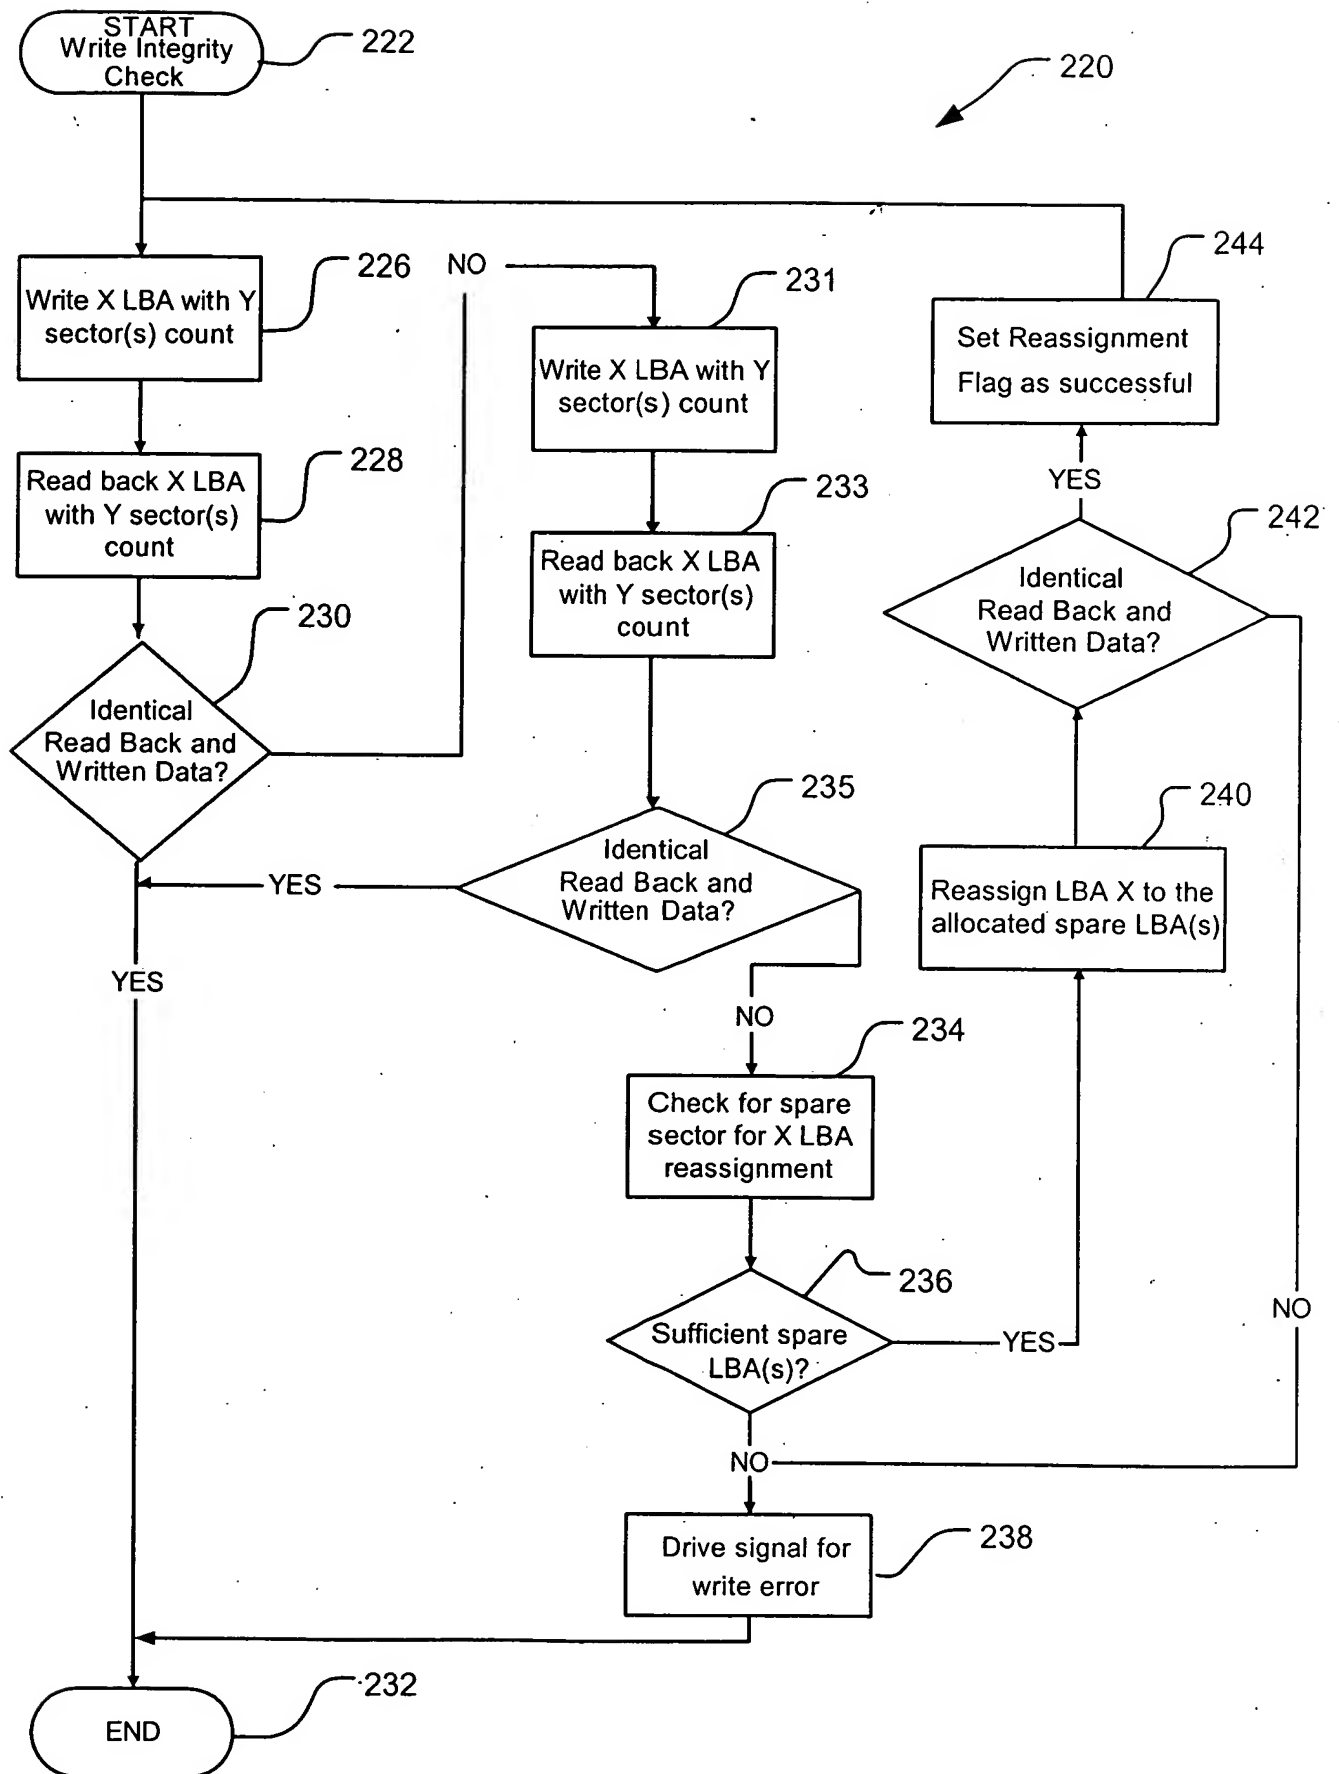 START
Write Integrity
Check
222
220
Write X LBA with Y
sector(s) count
226
NO
Read back X LBA
with Y sector(s)
count
228
Identical
Read Back and
Written Data?
230
YES
Write X LBA with Y
sector(s) count
231
Read back X LBA
with Y sector(s)
count
233
Identical
Read Back and
Written Data?
235
YES
NO
Check for spare
sector for X LBA
reassignment
234
Sufficient spare
LBA(s)?
236
YES
NO
Drive signal for
write error
238
Reassign LBA X to the
allocated spare LBA(s)
240
Identical
Read Back and
Written Data?
242
YES
NO
Set Reassignment
Flag as successful
244
END
232